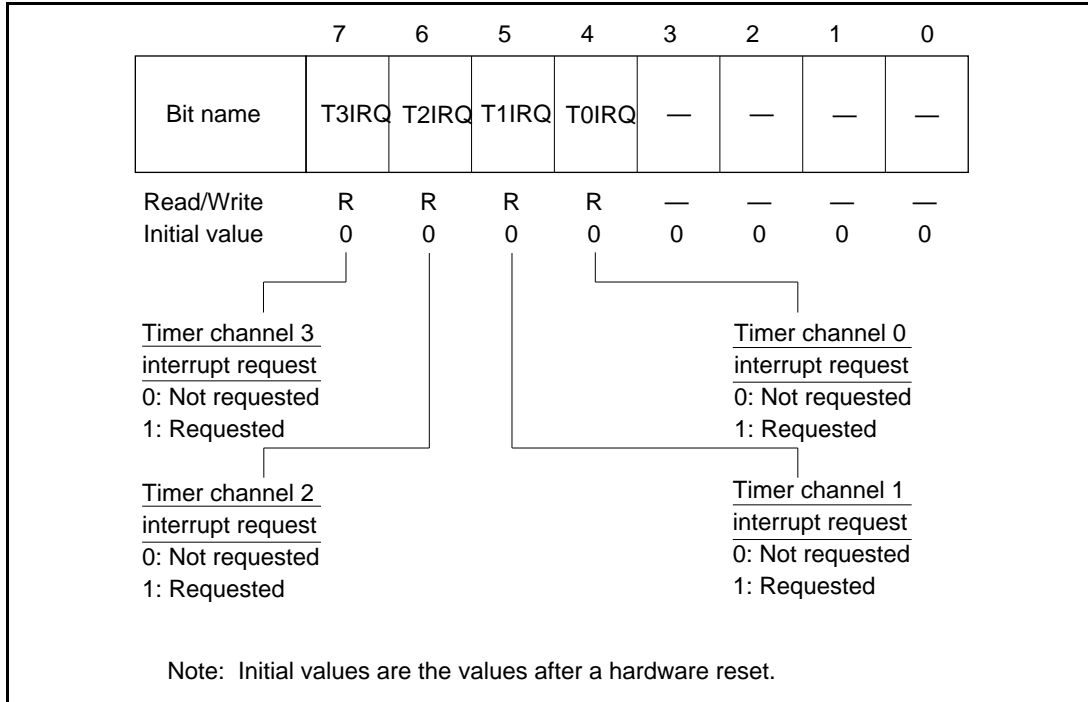 7 6 5 4 3 2 1 0
Bit name T3IRQ T2IRQ T1IRQ T0IRQ — — — —
Read/Write R R R R — — — —
Initial value 0 0 0 0 0 0 0 0
Timer channel 3
interrupt request
0: Not requested
1: Requested
Timer channel 0
interrupt request
0: Not requested
1: Requested
Timer channel 2
interrupt request
0: Not requested
1: Requested
Timer channel 1
interrupt request
0: Not requested
1: Requested
Note: Initial values are the values after a hardware reset.